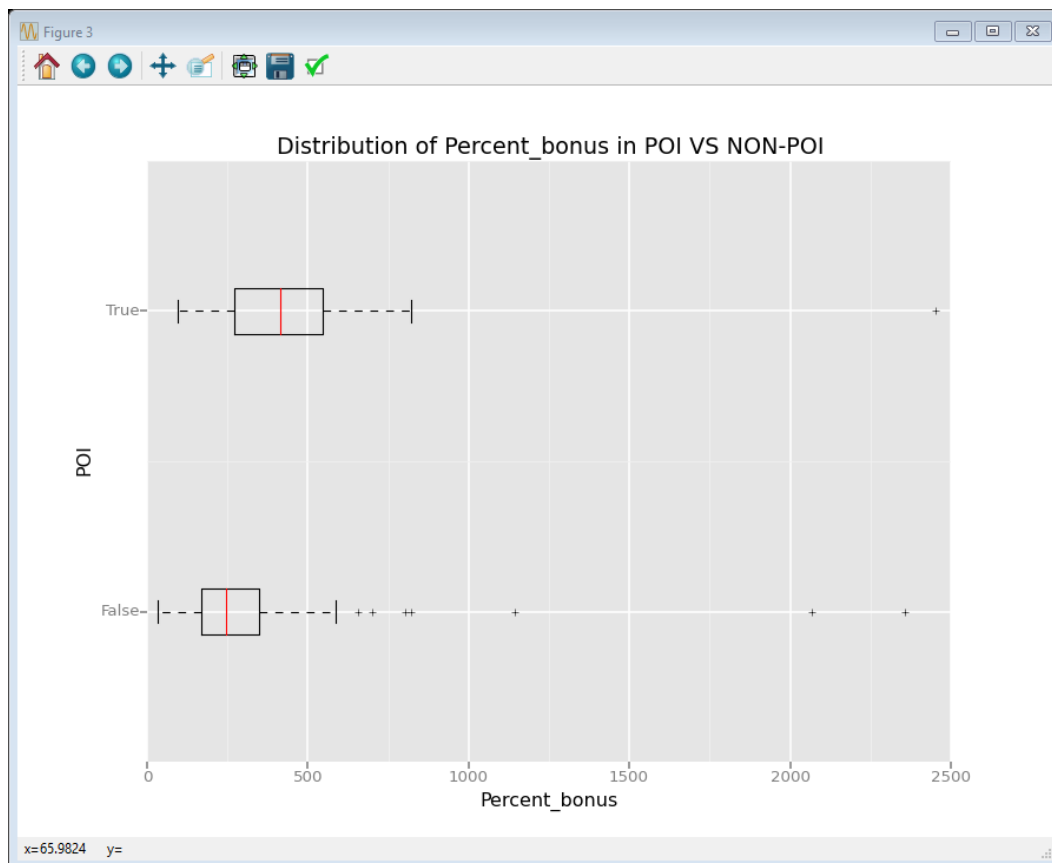 Figure 3
Distribution of Percent_bonus in POI VS NON-POI
True
POI
False
0 500 1000 1500 2000 2500
Percent_bonus
x=65.9824 y=